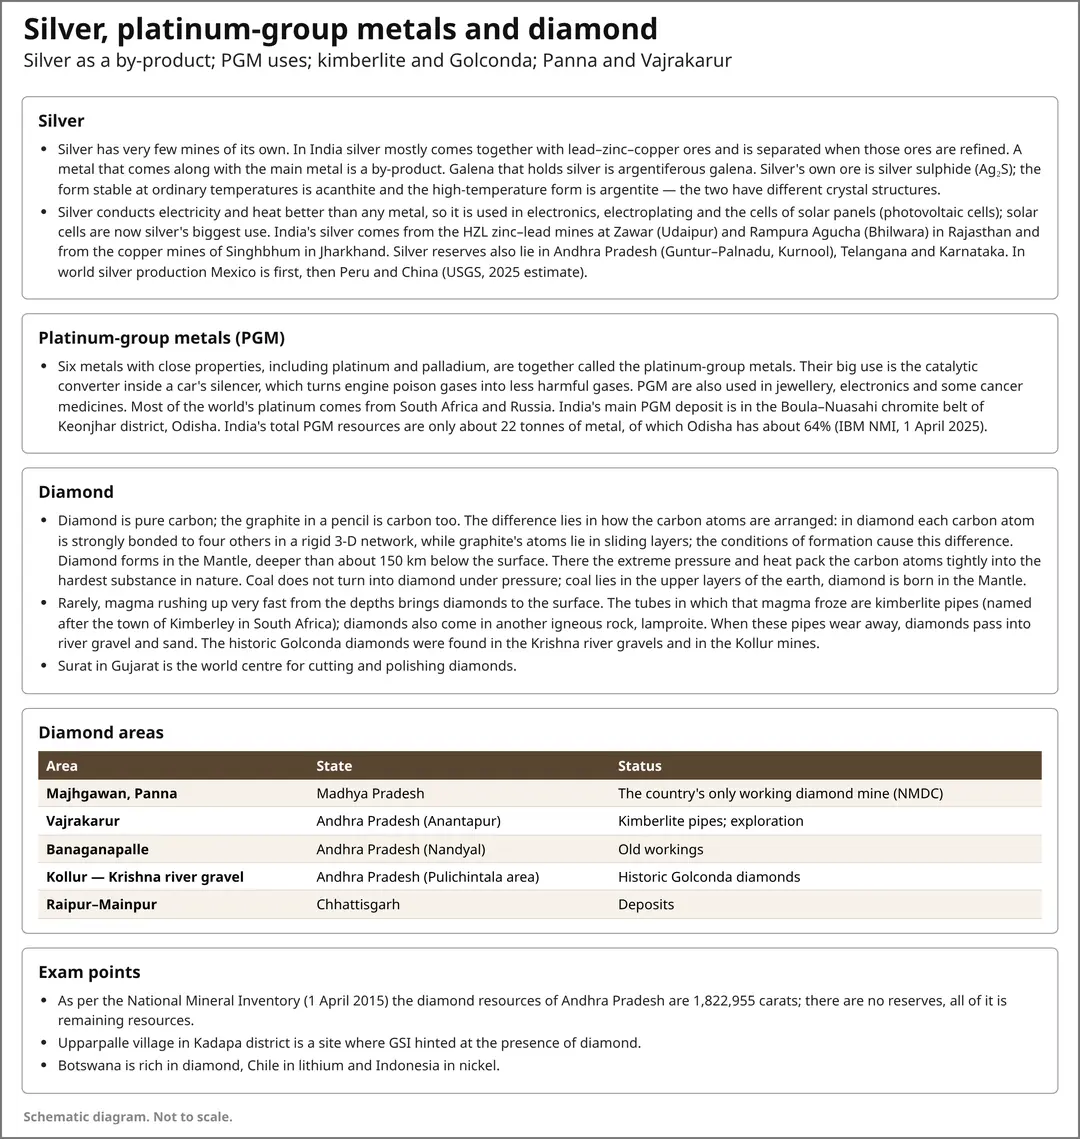 Silver, platinum-group metals and diamond
Silver as a by-product; PGM uses; kimberlite and Golconda; Panna and Vajrakarur
Silver
• Silver has very few mines of its own. In India silver mostly comes together with lead–zinc–copper ores and is separated when those ores are refined. A
metal that comes along with the main metal is a by-product. Galena that holds silver is argentiferous galena. Silver's own ore is silver sulphide (Ag₂S); the
form stable at ordinary temperatures is acanthite and the high-temperature form is argentite — the two have different crystal structures.
• Silver conducts electricity and heat better than any metal, so it is used in electronics, electroplating and the cells of solar panels (photovoltaic cells); solar
cells are now silver's biggest use. India's silver comes from the HZL zinc–lead mines at Zawar (Udaipur) and Rampura Agucha (Bhilwara) in Rajasthan and
from the copper mines of Singhbhum in Jharkhand. Silver reserves also lie in Andhra Pradesh (Guntur–Palnadu, Kurnool), Telangana and Karnataka. In
world silver production Mexico is first, then Peru and China (USGS, 2025 estimate).
Platinum-group metals (PGM)
• Six metals with close properties, including platinum and palladium, are together called the platinum-group metals. Their big use is the catalytic
converter inside a car's silencer, which turns engine poison gases into less harmful gases. PGM are also used in jewellery, electronics and some cancer
medicines. Most of the world's platinum comes from South Africa and Russia. India's main PGM deposit is in the Boula–Nuasahi chromite belt of
Keonjhar district, Odisha. India's total PGM resources are only about 22 tonnes of metal, of which Odisha has about 64% (IBM NMI, 1 April 2025).
Diamond
• Diamond is pure carbon; the graphite in a pencil is carbon too. The difference lies in how the carbon atoms are arranged: in diamond each carbon atom
is strongly bonded to four others in a rigid 3-D network, while graphite's atoms lie in sliding layers; the conditions of formation cause this difference.
Diamond forms in the Mantle, deeper than about 150 km below the surface. There the extreme pressure and heat pack the carbon atoms tightly into the
hardest substance in nature. Coal does not turn into diamond under pressure; coal lies in the upper layers of the earth, diamond is born in the Mantle.
• Rarely, magma rushing up very fast from the depths brings diamonds to the surface. The tubes in which that magma froze are kimberlite pipes (named
after the town of Kimberley in South Africa); diamonds also come in another igneous rock, lamproite. When these pipes wear away, diamonds pass into
river gravel and sand. The historic Golconda diamonds were found in the Krishna river gravels and in the Kollur mines.
• Surat in Gujarat is the world centre for cutting and polishing diamonds.
Diamond areas
Area State Status
Majhgawan, Panna Madhya Pradesh The country's only working diamond mine (NMDC)
Vajrakarur Andhra Pradesh (Anantapur) Kimberlite pipes; exploration
Banaganapalle Andhra Pradesh (Nandyal) Old workings
Kollur — Krishna river gravel Andhra Pradesh (Pulichintala area) Historic Golconda diamonds
Raipur–Mainpur Chhattisgarh Deposits
Exam points
• As per the National Mineral Inventory (1 April 2015) the diamond resources of Andhra Pradesh are 1,822,955 carats; there are no reserves, all of it is
remaining resources.
• Upparpalle village in Kadapa district is a site where GSI hinted at the presence of diamond.
• Botswana is rich in diamond, Chile in lithium and Indonesia in nickel.
Schematic diagram. Not to scale.